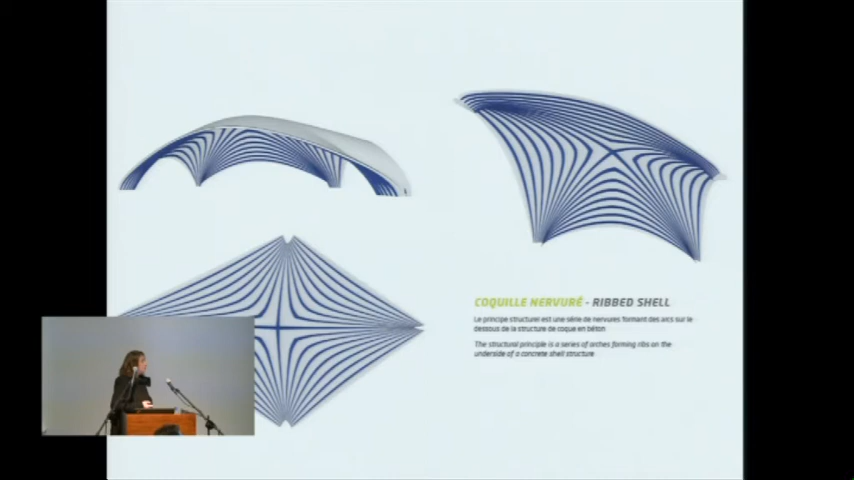 COQUILLE NERVURÉ - RIBBED SHELL
Le principe structurel est une série de nervures formant des arcs sur le
dessous de la structure de coque en béton
The structural principle is a series of arches forming ribs on the
underside of a concrete shell structure